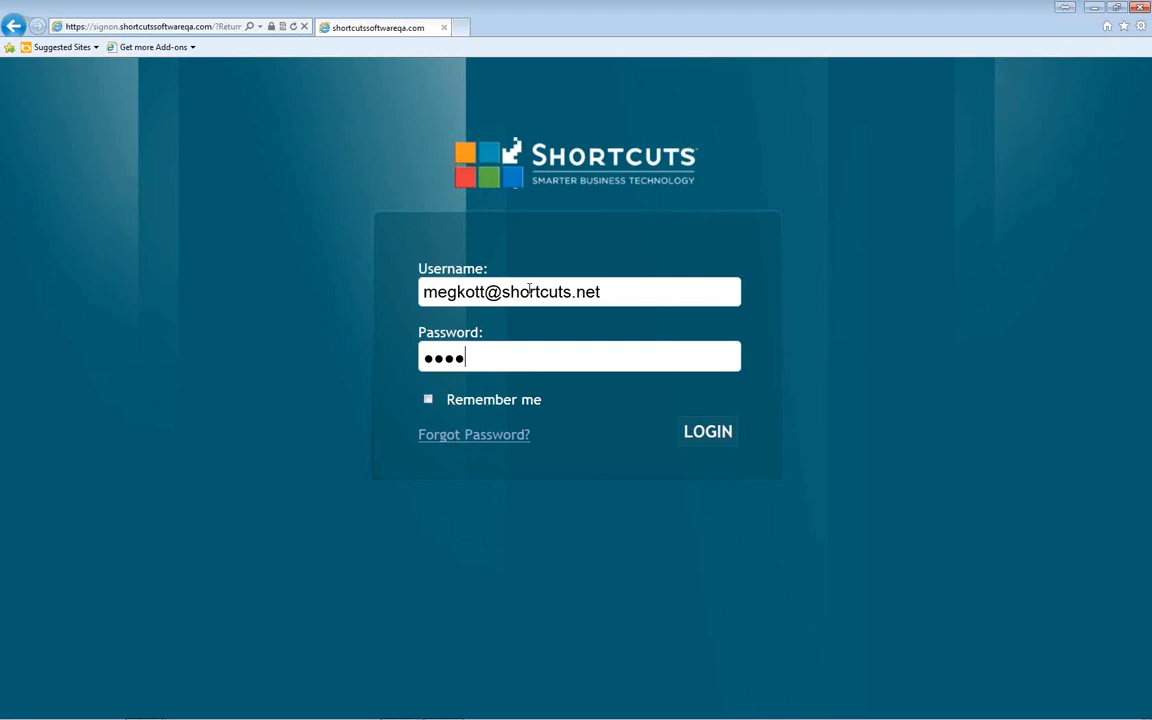 https://signon.shortcutssoftwareqa.com/?Return
shortcutssoftwareqa.com
Suggested Sites
Get more Add-ons
SHORTCUTS
SMARTER BUSINESS TECHNOLOGY
Username:
megkott@shortcuts.net
Password:
Remember me
Forgot Password?
LOGIN